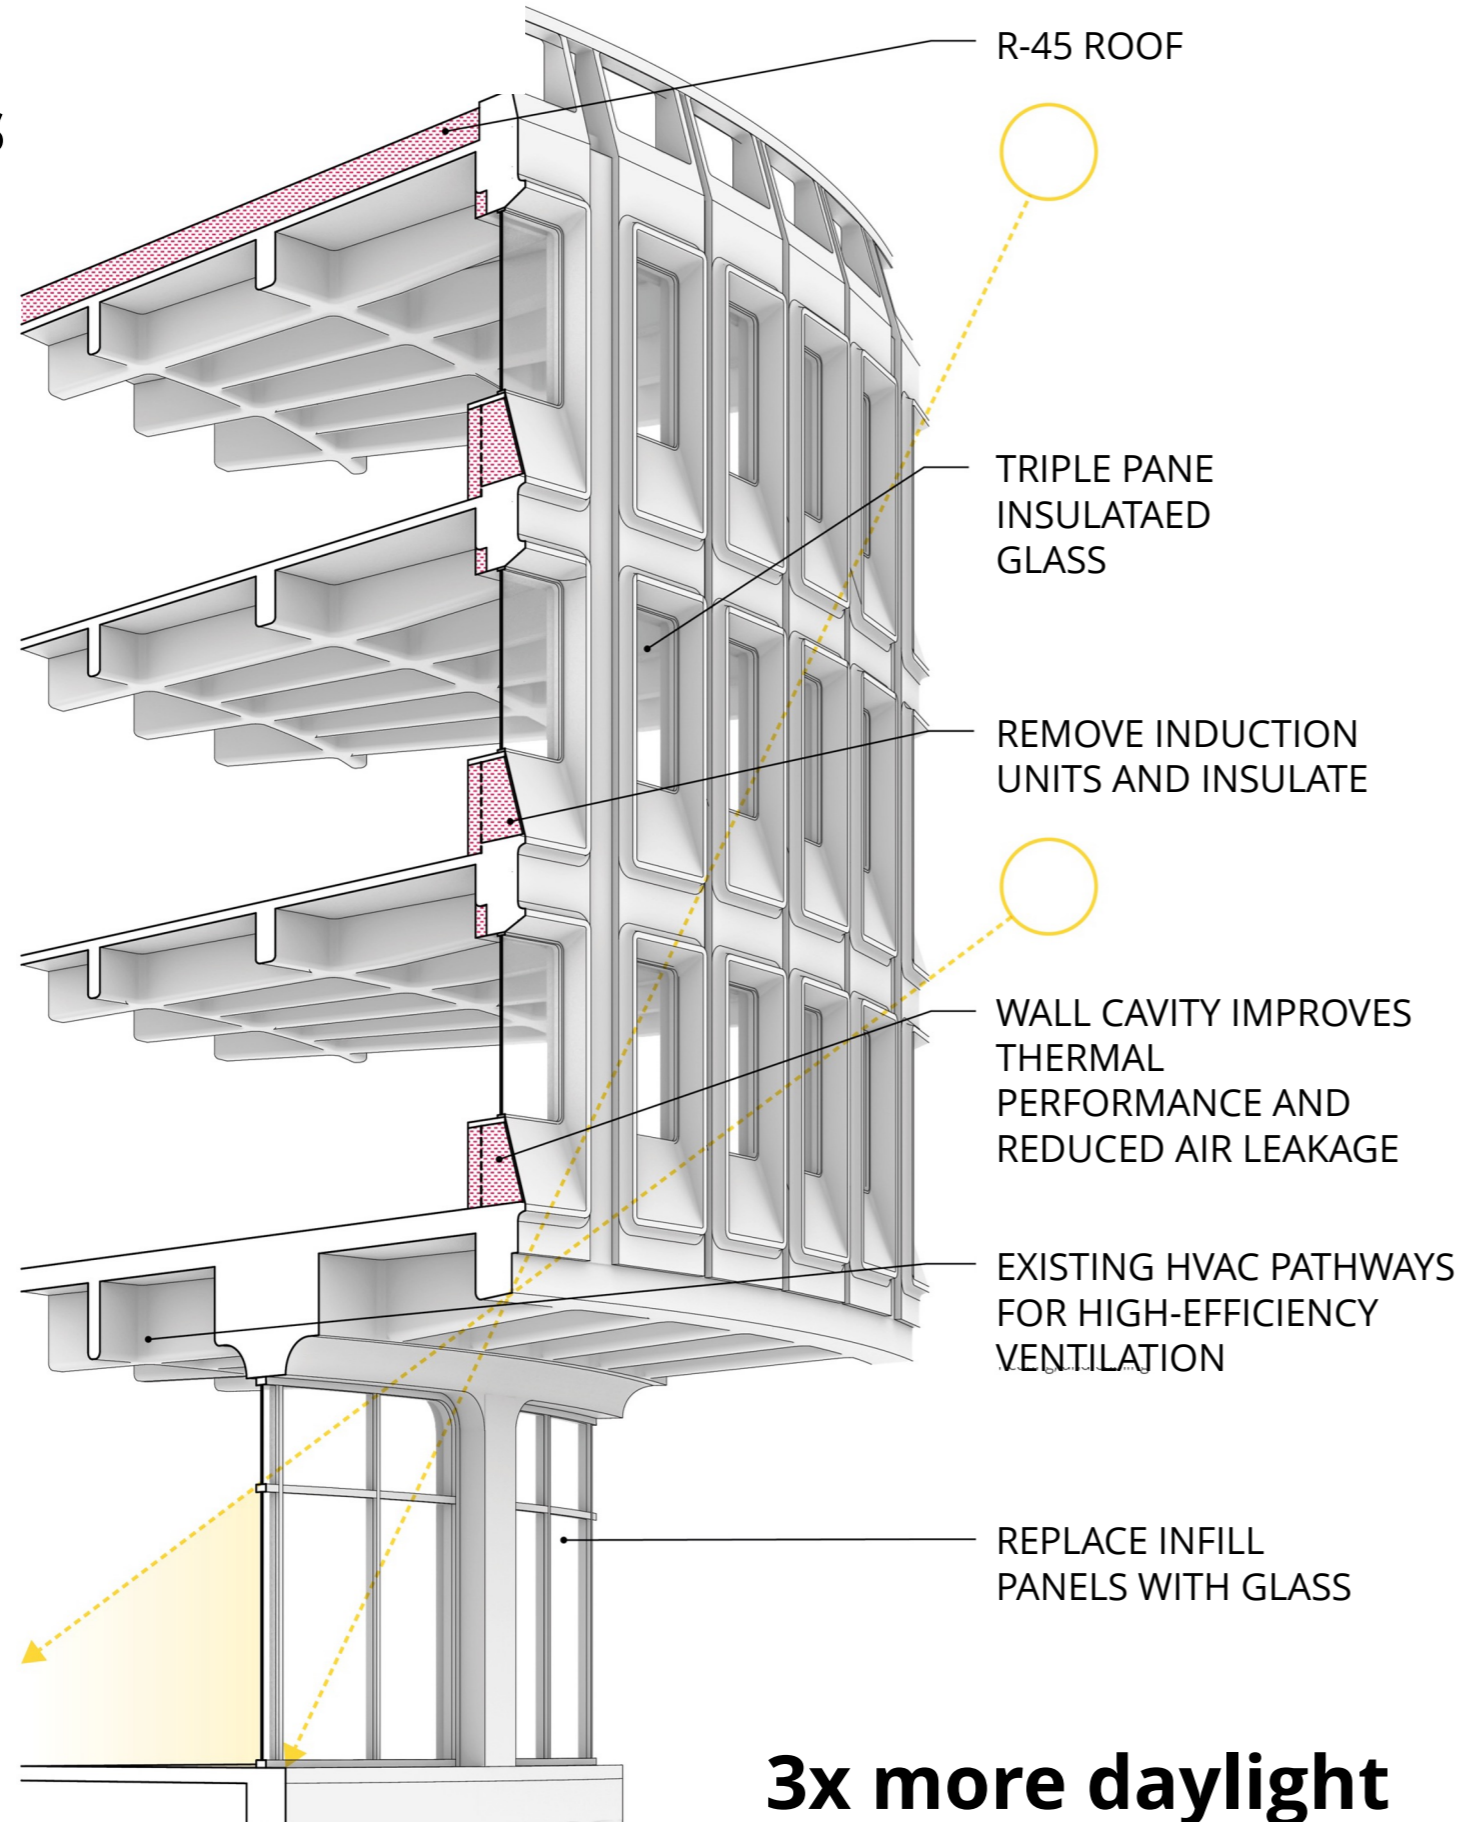 R-45 ROOF
TRIPLE PANE
INSULATAED
GLASS
REMOVE INDUCTION
UNITS AND INSULATE
WALL CAVITY IMPROVES
THERMAL
PERFORMANCE AND
REDUCED AIR LEAKAGE
EXISTING HVAC PATHWAYS
FOR HIGH-EFFICIENCY
VENTILATION
REPLACE INFILL
PANELS WITH GLASS
3x more daylight